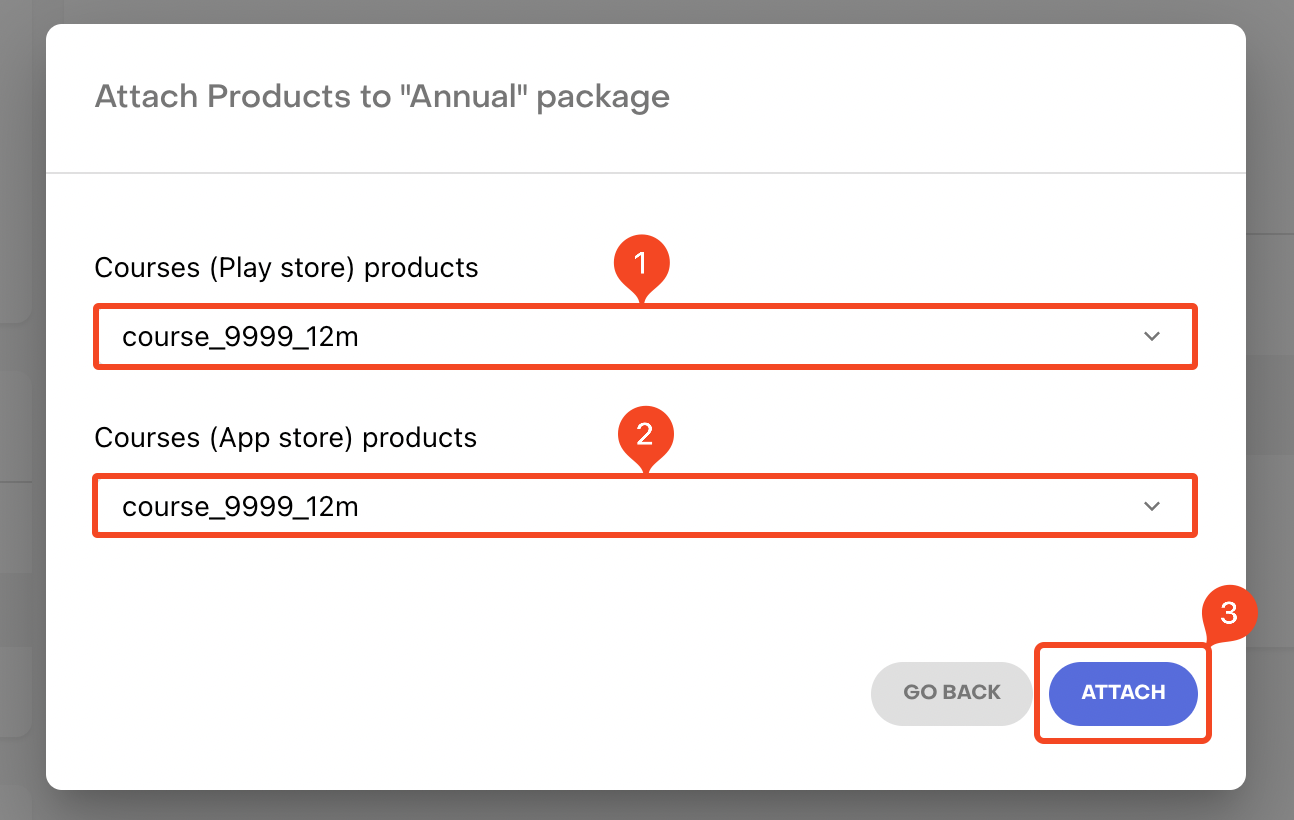 Attach Products to "Annual" package
1
Courses (Play store) products
course_9999_12m
2
Courses (App store) products
course_9999_12m
3
GO BACK
ATTACH